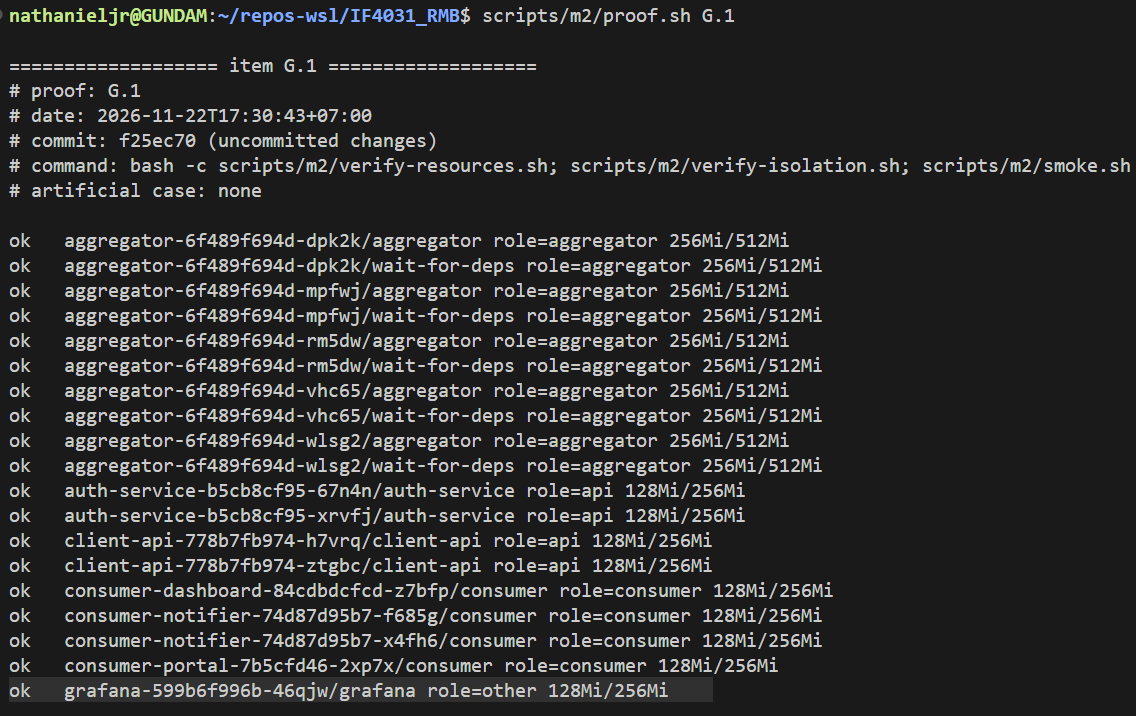 nathanieljr@GUNDAM:~/repos-wsl/IF4031_RMB$ scripts/m2/proof.sh G.1
=================== item G.1 ===================
# proof: G.1
# date: 2026-11-22T17:30:43+07:00
# commit: f25ec70 (uncommitted changes)
# command: bash -c scripts/m2/verify-resources.sh; scripts/m2/verify-isolation.sh; scripts/m2/smoke.sh
# artificial case: none
ok   aggregator-6f489f694d-dpk2k/aggregator role=aggregator 256Mi/512Mi
ok   aggregator-6f489f694d-dpk2k/wait-for-deps role=aggregator 256Mi/512Mi
ok   aggregator-6f489f694d-mpfwj/aggregator role=aggregator 256Mi/512Mi
ok   aggregator-6f489f694d-mpfwj/wait-for-deps role=aggregator 256Mi/512Mi
ok   aggregator-6f489f694d-rm5dw/aggregator role=aggregator 256Mi/512Mi
ok   aggregator-6f489f694d-rm5dw/wait-for-deps role=aggregator 256Mi/512Mi
ok   aggregator-6f489f694d-vhc65/aggregator role=aggregator 256Mi/512Mi
ok   aggregator-6f489f694d-vhc65/wait-for-deps role=aggregator 256Mi/512Mi
ok   aggregator-6f489f694d-wlsg2/aggregator role=aggregator 256Mi/512Mi
ok   aggregator-6f489f694d-wlsg2/wait-for-deps role=aggregator 256Mi/512Mi
ok   auth-service-b5cb8cf95-67n4n/auth-service role=api 128Mi/256Mi
ok   auth-service-b5cb8cf95-xrvfj/auth-service role=api 128Mi/256Mi
ok   client-api-778b7fb974-h7vrq/client-api role=api 128Mi/256Mi
ok   client-api-778b7fb974-ztgbc/client-api role=api 128Mi/256Mi
ok   consumer-dashboard-84cdbdcfcd-z7bfp/consumer role=consumer 128Mi/256Mi
ok   consumer-notifier-74d87d95b7-f685g/consumer role=consumer 128Mi/256Mi
ok   consumer-notifier-74d87d95b7-x4fh6/consumer role=consumer 128Mi/256Mi
ok   consumer-portal-7b5cfd46-2xp7x/consumer role=consumer 128Mi/256Mi
ok   grafana-599b6f996b-46qjw/grafana role=other 128Mi/256Mi